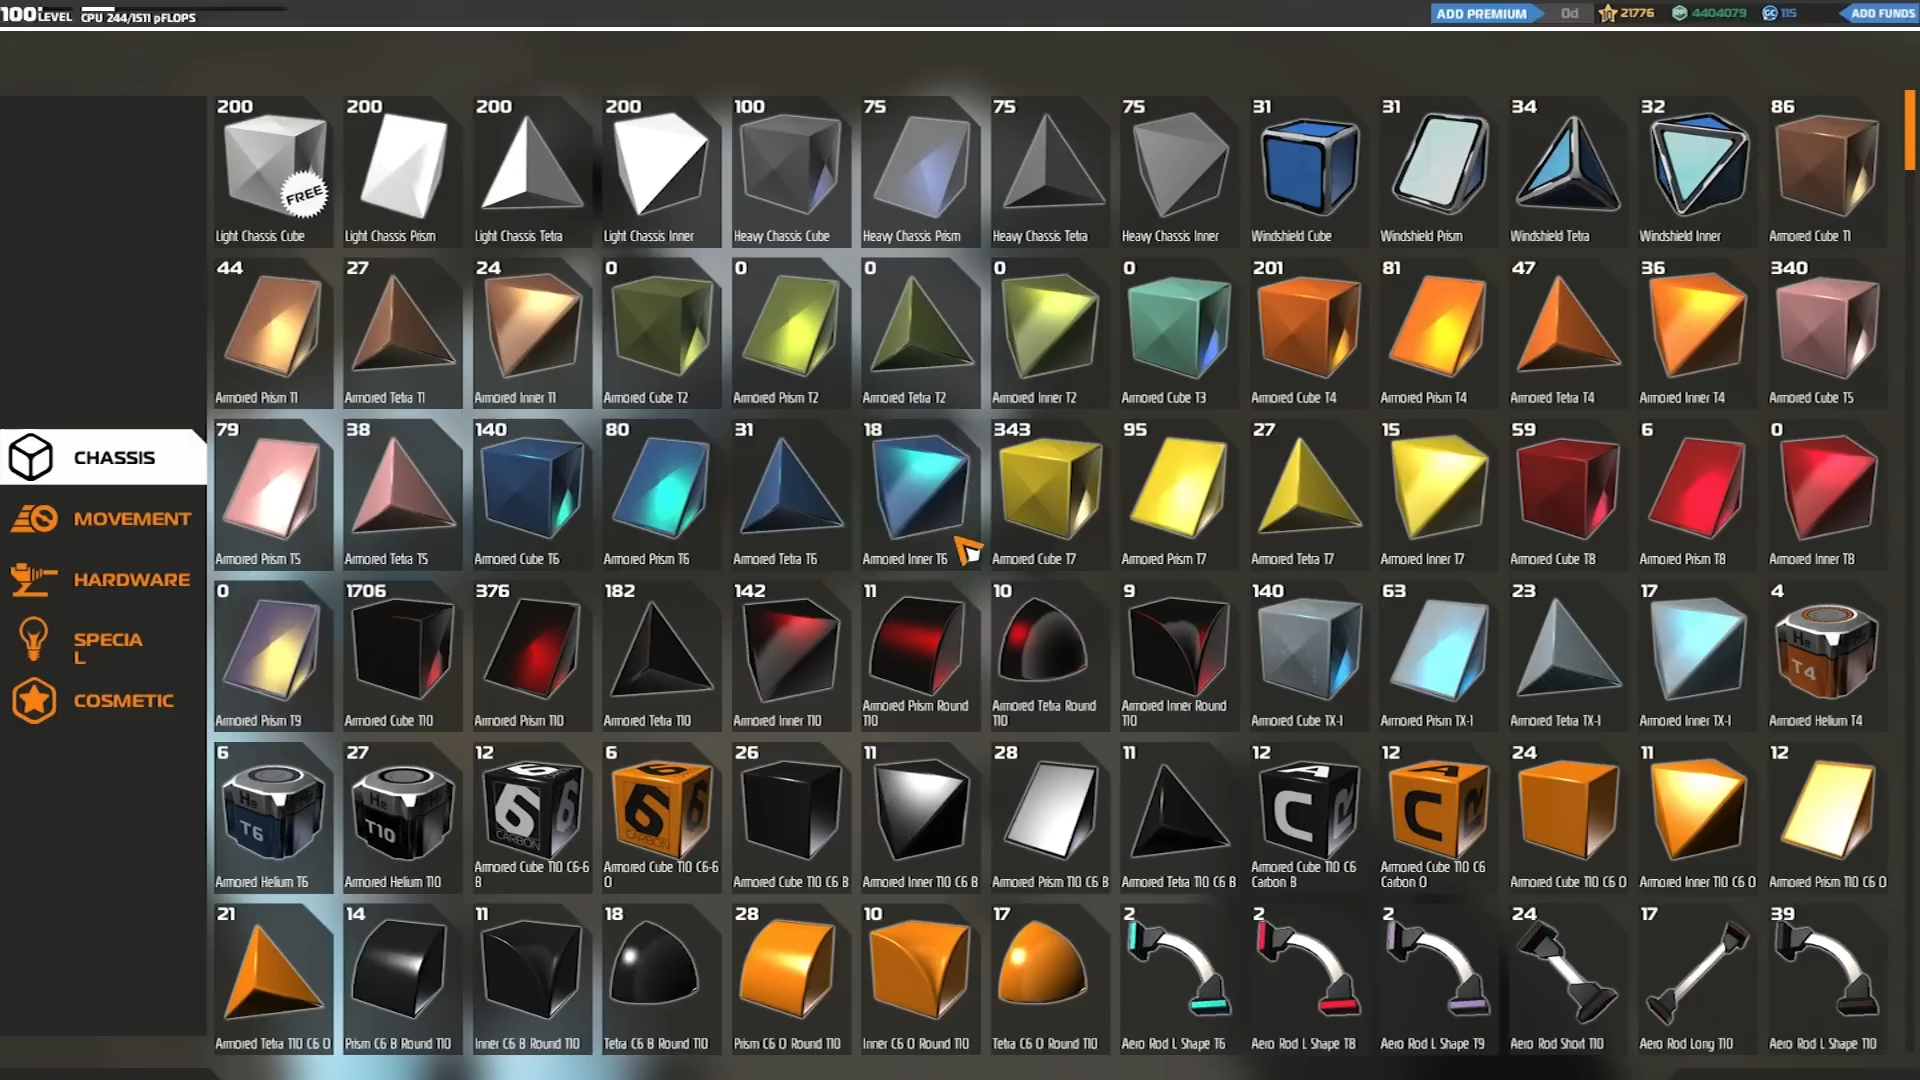 100 LEVEL CPU 244/1511 pFLOPS ADD PREMIUM 0d 21776 4404079 GC 115 ADD FUNDS
200 200 200 200 100 75 75 75 31 31 34 32 86
FREE
Light Chassis Cube Light Chassis Prism Light Chassis Tetra Light Chassis Inner Heavy Chassis Cube Heavy Chassis Prism Heavy Chassis Tetra Heavy Chassis Inner Windshield Cube Windshield Prism Windshield Tetra Windshield Inner Armored Cube T1
44 27 24 0 0 0 0 0 201 81 47 36 340
Armored Prism T1 Armored Tetra T1 Armored Inner T1 Armored Cube T2 Armored Prism T2 Armored Tetra T2 Armored Inner T2 Armored Cube T3 Armored Cube T4 Armored Prism T4 Armored Tetra T4 Armored Inner T4 Armored Cube T5
79 38 140 80 31 18 343 95 27 15 59 6 0
Armored Prism T5 Armored Tetra T5 Armored Cube T6 Armored Prism T6 Armored Tetra T6 Armored Inner T6 Armored Cube T7 Armored Prism T7 Armored Tetra T7 Armored Inner T7 Armored Cube T8 Armored Prism T8 Armored Inner T8
CHASSIS
MOVEMENT
HARDWARE
SPECIA
L
COSMETIC
0 1706 376 182 142 11 10 9 140 63 23 17 4
He
T4
Armored Prism T9 Armored Cube T10 Armored Prism T10 Armored Tetra T10 Armored Inner T10 Armored Prism Round T10 Armored Tetra Round T10 Armored Inner Round T10 Armored Cube TX-1 Armored Prism TX-1 Armored Tetra TX-1 Armored Inner TX-1 Armored Helium T4
6 27 12 6 26 11 28 11 12 12 24 11 12
He He
T6 T10 6 CARBON 6 CARBON C C
Armored Helium T6 Armored Helium T10 Armored Cube T10 C6-6 B Armored Cube T10 C6-6 O Armored Cube T10 C6 B Armored Inner T10 C6 B Armored Prism T10 C6 B Armored Tetra T10 C6 B Armored Cube T10 C6 Carbon B Armored Cube T10 C6 Carbon O Armored Cube T10 C6 O Armored Inner T10 C6 O Armored Prism T10 C6 O
21 14 11 18 28 10 17 2 2 2 24 17 39
Armored Tetra T10 C6 O Prism C6 B Round T10 Inner C6 B Round T10 Tetra C6 B Round T10 Prism C6 O Round T10 Inner C6 O Round T10 Tetra C6 O Round T10 Aero Rod L Shape T6 Aero Rod L Shape T8 Aero Rod L Shape T9 Aero Rod Short T10 Aero Rod Long T10 Aero Rod L Shape T10